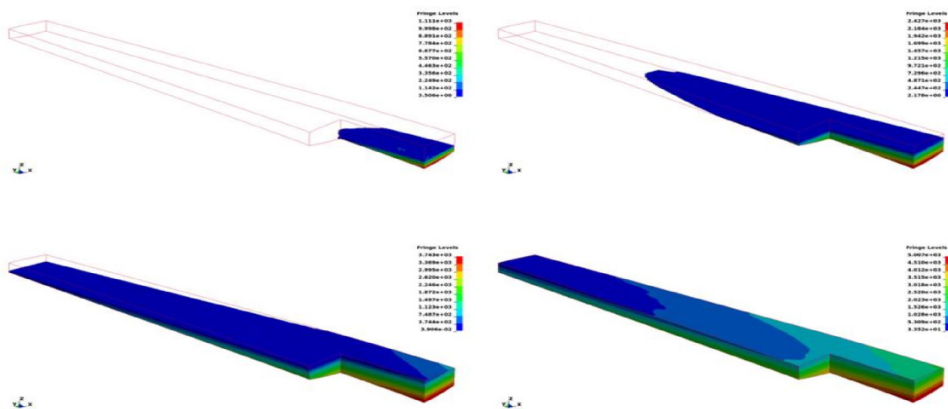 Fringe Levels
1.111e+03
9.998e+02
8.891e+02
7.784e+02
6.677e+02
5.570e+02
4.463e+02
3.356e+02
2.249e+02
1.142e+02
3.506e+00
Z
Y X
Fringe Levels
2.427e+03
2.184e+03
1.942e+03
1.699e+03
1.457e+03
1.215e+03
9.721e+02
7.296e+02
4.871e+02
2.447e+02
2.178e+00
Z
Y X
Fringe Levels
3.743e+03
3.369e+03
2.995e+03
2.620e+03
2.246e+03
1.872e+03
1.497e+03
1.123e+03
7.487e+02
3.744e+02
3.906e-02
Z
Y X
Fringe Levels
5.007e+03
4.510e+03
4.012e+03
3.515e+03
3.018e+03
2.520e+03
2.023e+03
1.526e+03
1.028e+03
5.309e+02
3.352e+01
Z
Y X